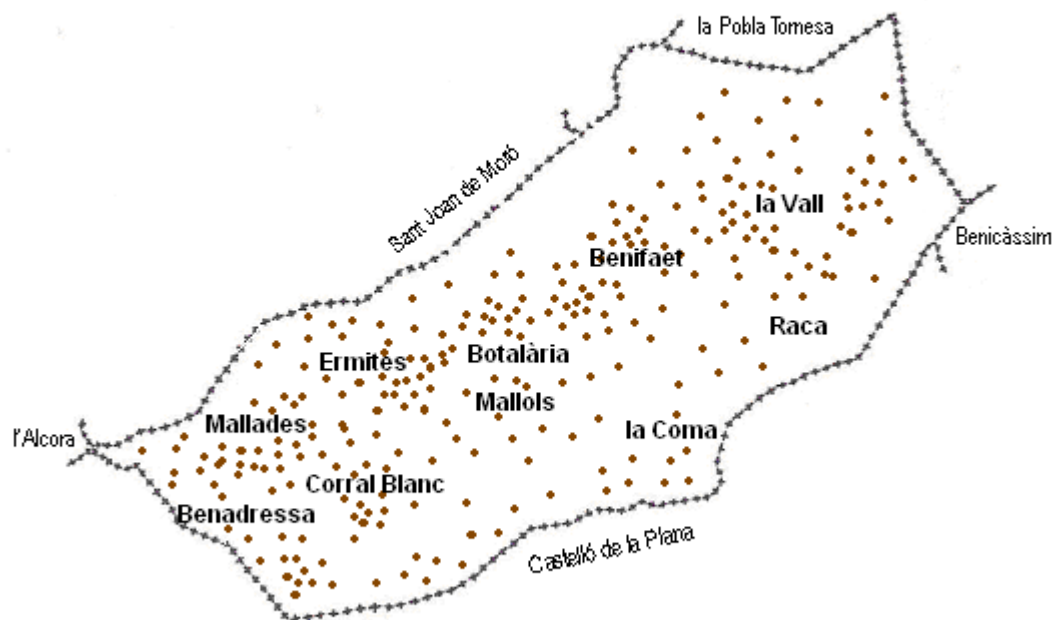 la Pobla Tornesa
Sant Joan de Moró
la Vall
Benicàssim
Benifaet
Raca
Ermites
Botalària
Mallols
Mallades
la Coma
l'Alcora
Corral Blanc
Benadressa
Castelló de la Plana